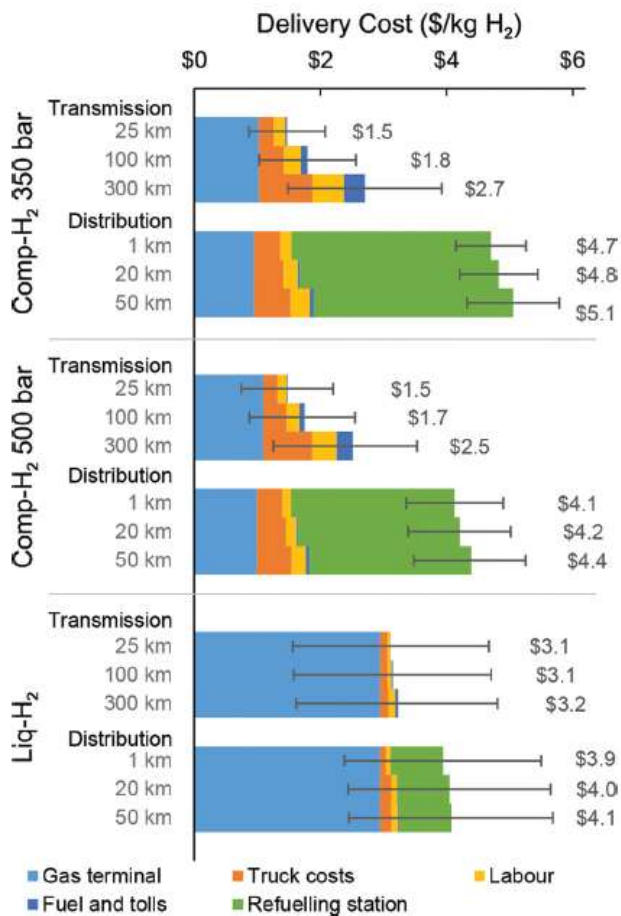 Delivery Cost ($/kg H₂)
$0 $2 $4 $6
Comp-H₂ 350 bar
Transmission
25 km $1.5
100 km $1.8
300 km $2.7
Distribution
1 km $4.7
20 km $4.8
50 km $5.1
Comp-H₂ 500 bar
Transmission
25 km $1.5
100 km $1.7
300 km $2.5
Distribution
1 km $4.1
20 km $4.2
50 km $4.4
Liq-H₂
Transmission
25 km $3.1
100 km $3.1
300 km $3.2
Distribution
1 km $3.9
20 km $4.0
50 km $4.1
Gas terminal Truck costs Labour
Fuel and tolls Refuelling station